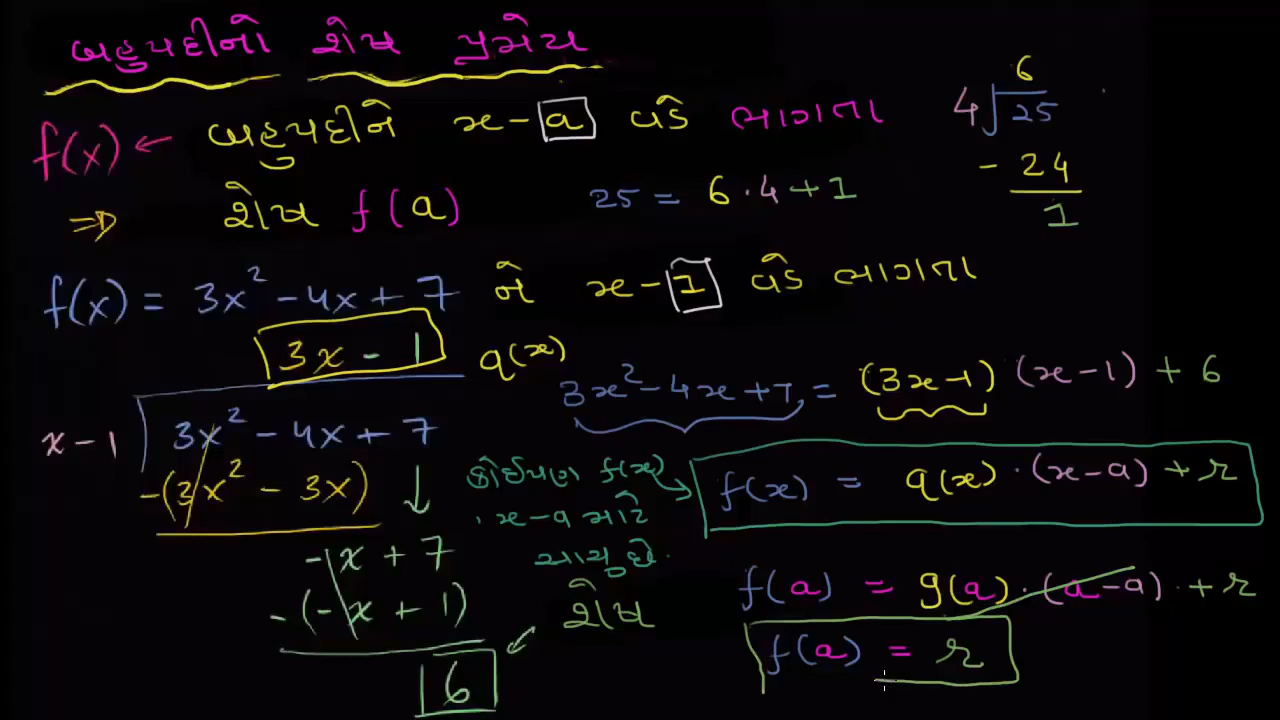 બહુપદીનો શેષ પ્રમેય
f(x) ← બહુપદીને x-a વડે ભાગતા
⇒ શેષ f(a)
25 = 6·4+1
6
4 25
- 24
1
f(x) = 3x² - 4x + 7 ને x-1 વડે ભાગતા
3x - 1 q(x)
x - 1 3x² - 4x + 7
-(3x² - 3x)
-x + 7
-(-x + 1)
6
શેષ
3x²-4x+7 = (3x-1)(x-1) + 6
કોઈપણ f(x)
x-a માટે
સાચુ છે.
f(x) = q(x)·(x-a)+r
f(a) = g(a)·(a-a)+r
f(a) = r